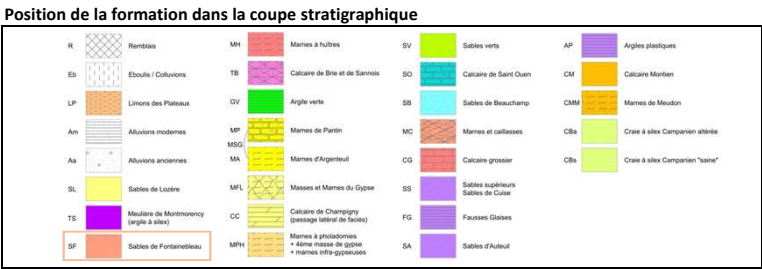 Position de la formation dans la coupe stratigraphique
R Remblais
Eb Eboulis / Colluvions
LP Limons des Plateaux
Am Alluvions modernes
Aa Alluvions anciennes
SL Sables de Lozère
TS Meulière de Montmorency
(argile à silex)
SF Sables de Fontainebleau
MH Marnes à huîtres
TB Calcaire de Brie et de Sannois
GV Argile verte
MP Marnes de Pantin
MSG
MA Marnes d'Argenteuil
MFL Masses et Marnes du Gypse
CC Calcaire de Champigny
(passage latéral de faciès)
MPH Marnes à pholadomies
+ 4ème masse de gypse
+ marnes infra-gypseuses
SV Sables verts
SO Calcaire de Saint Ouen
SB Sables de Beauchamp
MC Marnes et caillasses
CG Calcaire grossier
SS Sables supérieurs
Sables de Cuise
FG Fausses Glaises
SA Sables d'Auteuil
AP Argiles plastiques
CM Calcaire Montien
CMM Marnes de Meudon
CBa Craie à silex Campanien altérée
CBs Craie à silex Campanien "saine"